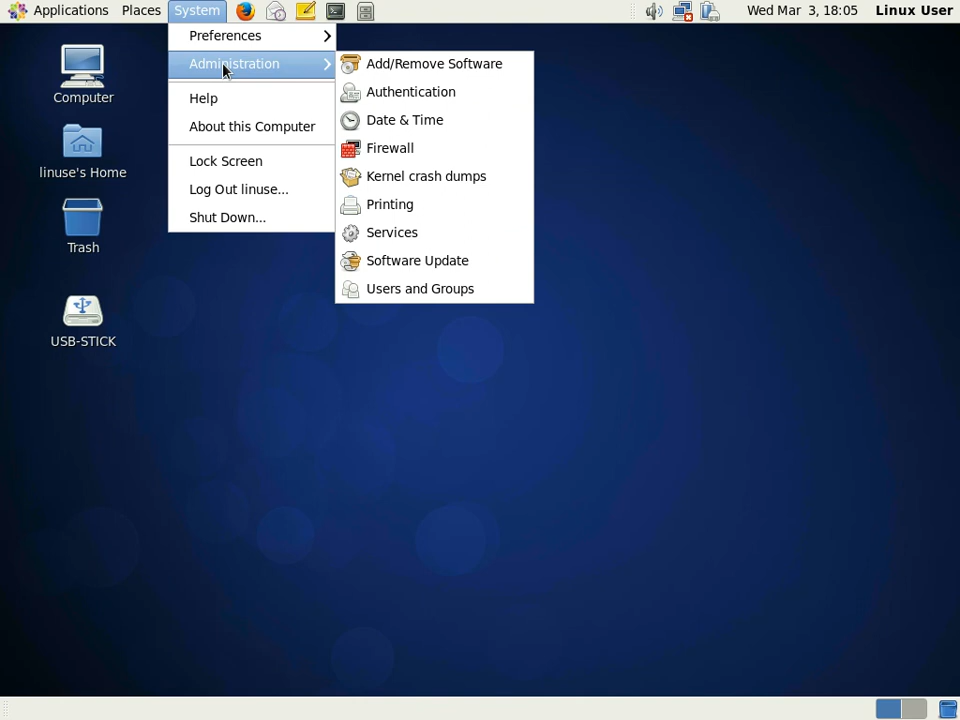 Applications Places System
Wed Mar 3, 18:05 Linux User
Preferences
Administration
Help
About this Computer
Lock Screen
Log Out linuse...
Shut Down...
Add/Remove Software
Authentication
Date & Time
Firewall
Kernel crash dumps
Printing
Services
Software Update
Users and Groups
Computer
linuse's Home
Trash
USB-STICK